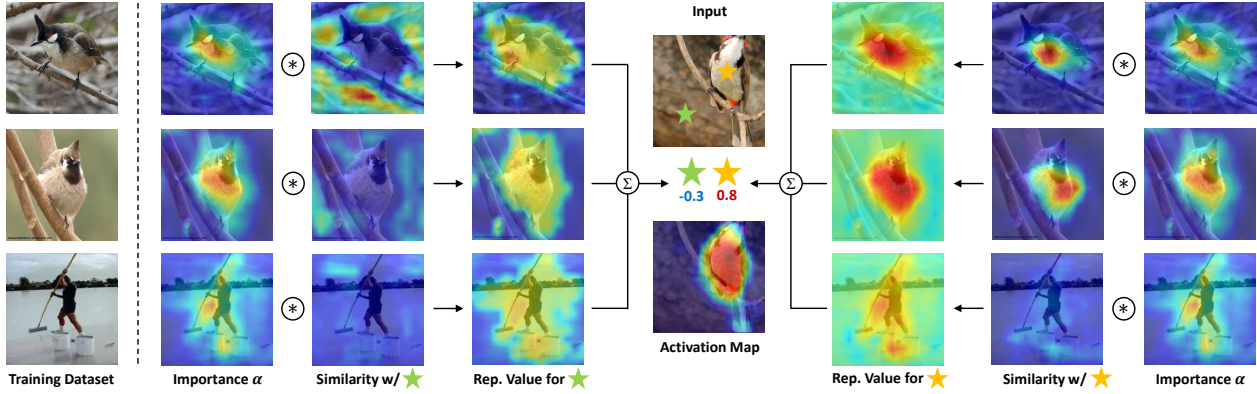 Input
*
*
Σ
Σ
*
*
-0.3
0.8
*
*
*
*
Training Dataset
Importance α
Similarity w/
Rep. Value for
Activation Map
Rep. Value for
Similarity w/
Importance α